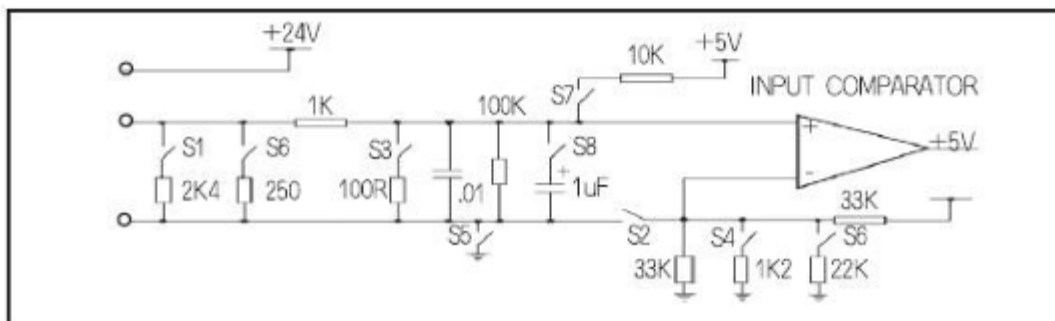 +24V
+5V
10K
INPUT COMPARATOR
S7
1K
100K
+
S1
S6
S3
S8
+5V
-
+
2K4
250
100R
.01
1uF
33K
S5
S2
S4
S6
33K
1K2
22K